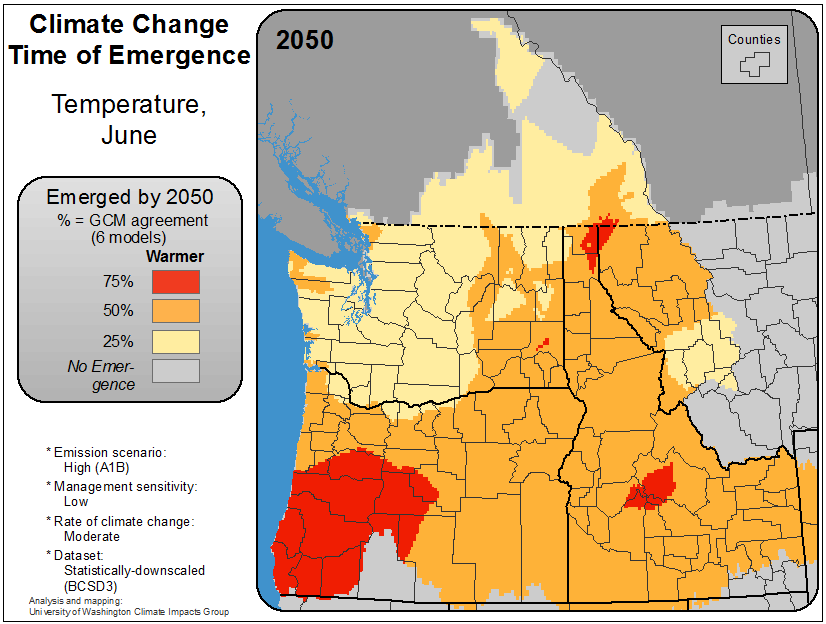 Climate Change
Time of Emergence
Temperature,
June
Emerged by 2050
% = GCM agreement
(6 models)
Warmer
75%
50%
25%
No Emer-
gence
* Emission scenario:
High (A1B)
* Management sensitivity:
Low
* Rate of climate change:
Moderate
* Dataset:
Statistically-downscaled
(BCSD3)
Analysis and mapping:
University of Washington Climate Impacts Group
2050
Counties